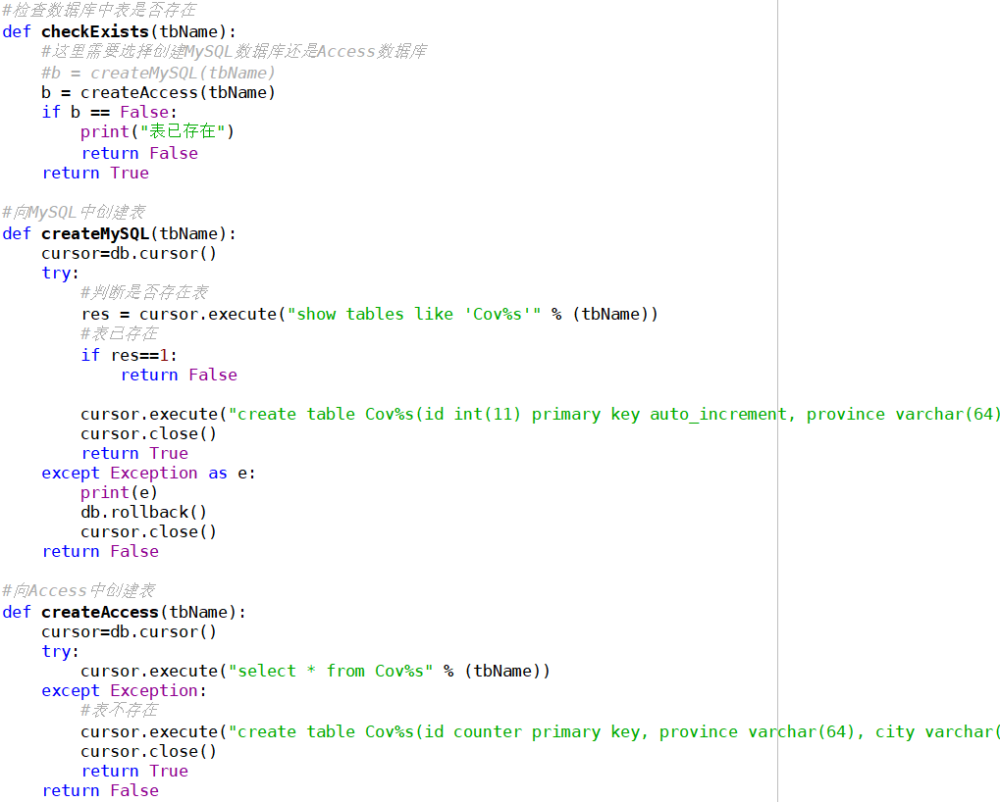 #检查数据库中表是否存在
def checkExists(tbName):
    #这里需要选择创建MySQL数据库还是Access数据库
    #b = createMySQL(tbName)
    b = createAccess(tbName)
    if b == False:
        print("表已存在")
        return False
    return True

#向MySQL中创建表
def createMySQL(tbName):
    cursor=db.cursor()
    try:
        #判断是否存在表
        res = cursor.execute("show tables like 'Cov%s'" % (tbName))
        #表已存在
        if res==1:
            return False

        cursor.execute("create table Cov%s(id int(11) primary key auto_increment, province varchar(64)
        cursor.close()
        return True
    except Exception as e:
        print(e)
        db.rollback()
        cursor.close()
    return False

#向Access中创建表
def createAccess(tbName):
    cursor=db.cursor()
    try:
        cursor.execute("select * from Cov%s" % (tbName))
    except Exception:
        #表不存在
        cursor.execute("create table Cov%s(id counter primary key, province varchar(64), city varchar(
        cursor.close()
        return True
    return False